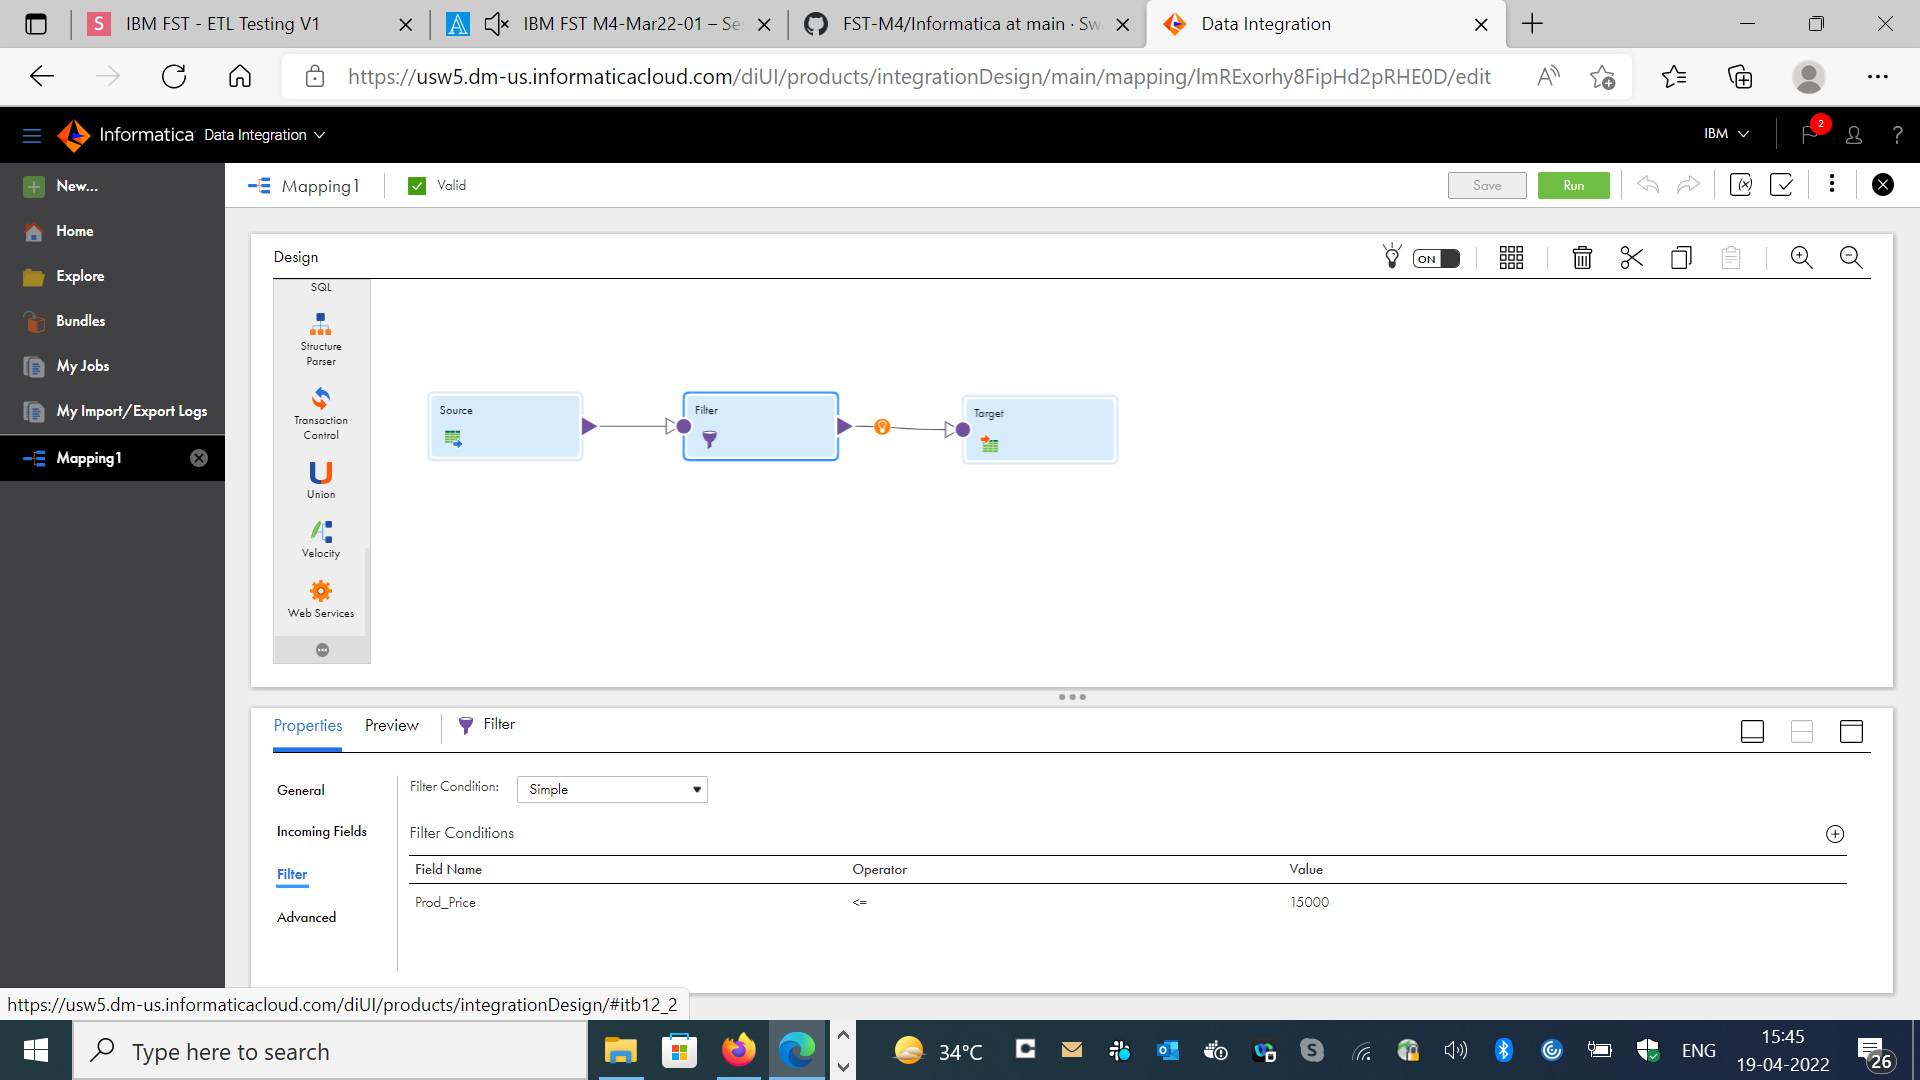 IBM FST - ETL Testing V1
IBM FST M4-Mar22-01 – Ses
FST-M4/Informatica at main · Sw
Data Integration
https://usw5.dm-us.informaticacloud.com/diUI/products/integrationDesign/main/mapping/lmRExorhy8FipHd2pRHE0D/edit
Informatica Data Integration
IBM
2
?
New...
Home
Explore
Bundles
My Jobs
My Import/Export Logs
Mapping1
Mapping1
Valid
Save
Run
Design
ON
SQL
Structure
Parser
Transaction
Control
Union
Velocity
Web Services
Source
Filter
Target
Properties
Preview
Filter
General
Incoming Fields
Filter
Advanced
Filter Condition:
Simple
Filter Conditions
Field Name
Operator
Value
Prod_Price
<=
15000
https://usw5.dm-us.informaticacloud.com/diUI/products/integrationDesign/#itb12_2
Type here to search
34°C
ENG
15:45
19-04-2022
26